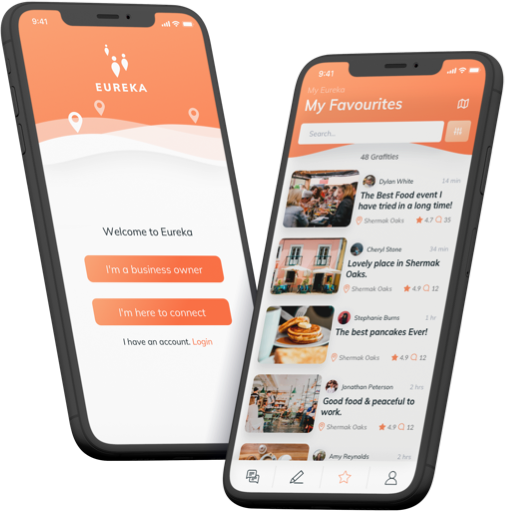 9:41
EUREKA
Welcome to Eureka
I'm a business owner
I'm here to connect
I have an account. Login
9:41
My Eureka
My Favourites
Search...
48 Grafities
Dylan White
14 min
The Best Food event I
have tried in a long time!
Shermak Oaks
4.7
35
Cheryl Stone
34 min
Lovely place in Shermak
Oaks.
Shermak Oaks
4.9
12
Stephania Burns
1 hr
The best pancakes Ever!
Shermak Oaks
4.9
12
Jonathan Peterson
2 hrs
Good food & peaceful to
work.
Shermak Oaks
4.9
12
Amy Reynolds
2 hrs